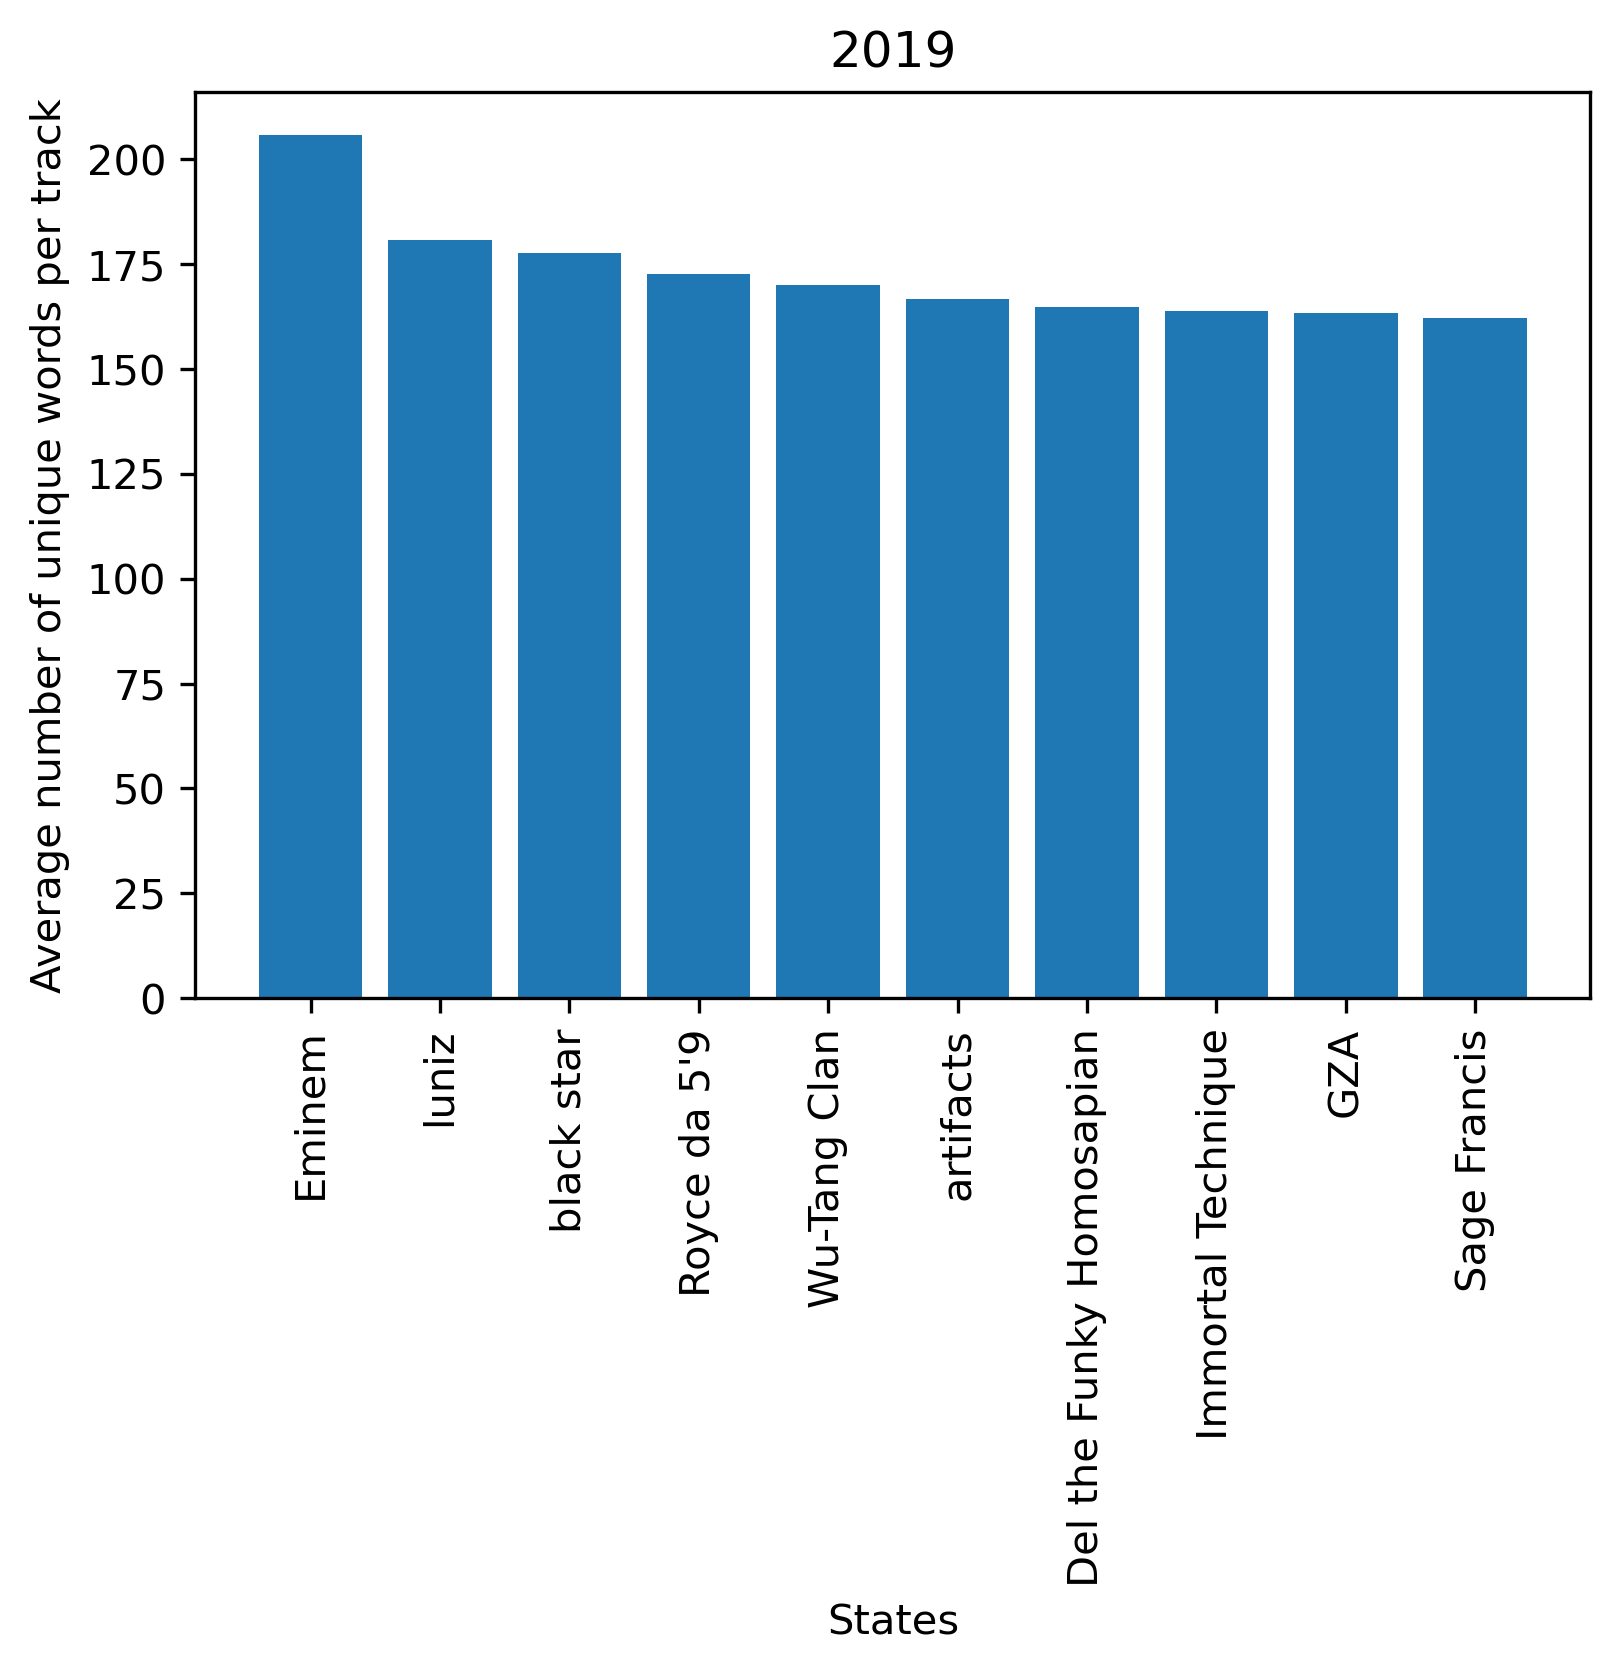 2019
Average number of unique words per track
200
175
150
125
100
75
50
25
0
Eminem
luniz
black star
Royce da 5'9
Wu-Tang Clan
artifacts
Del the Funky Homosapian
Immortal Technique
GZA
Sage Francis
States